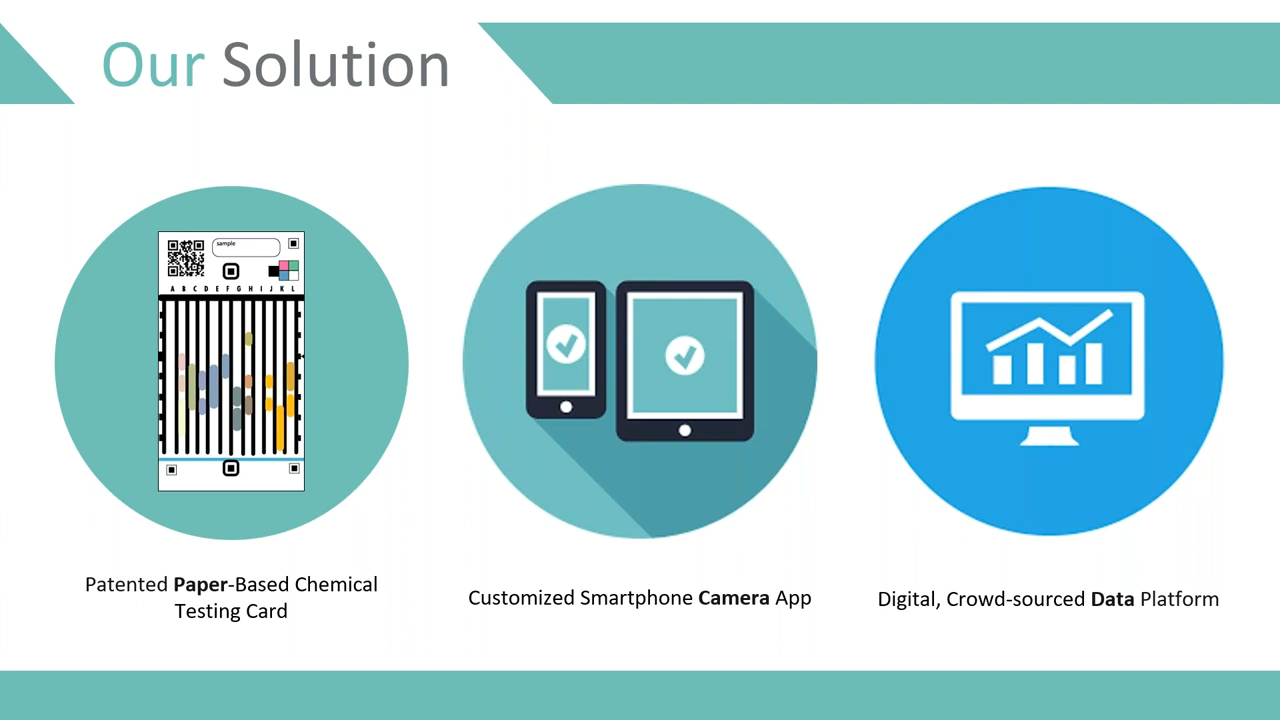 Our Solution
sample
A B C D E F G H I J K L
Patented Paper-Based Chemical
Testing Card
Customized Smartphone Camera App
Digital, Crowd-sourced Data Platform